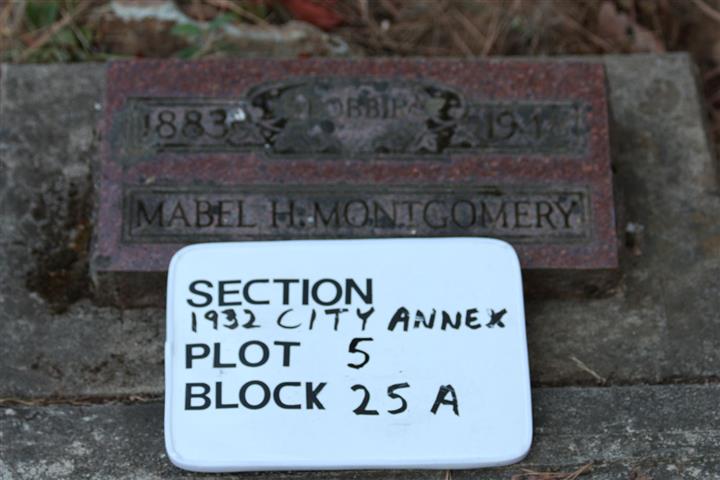 1883
MABEL H. MONTGOMERY
SECTION
1932 CITY ANNEX
PLOT 5
BLOCK 25 A